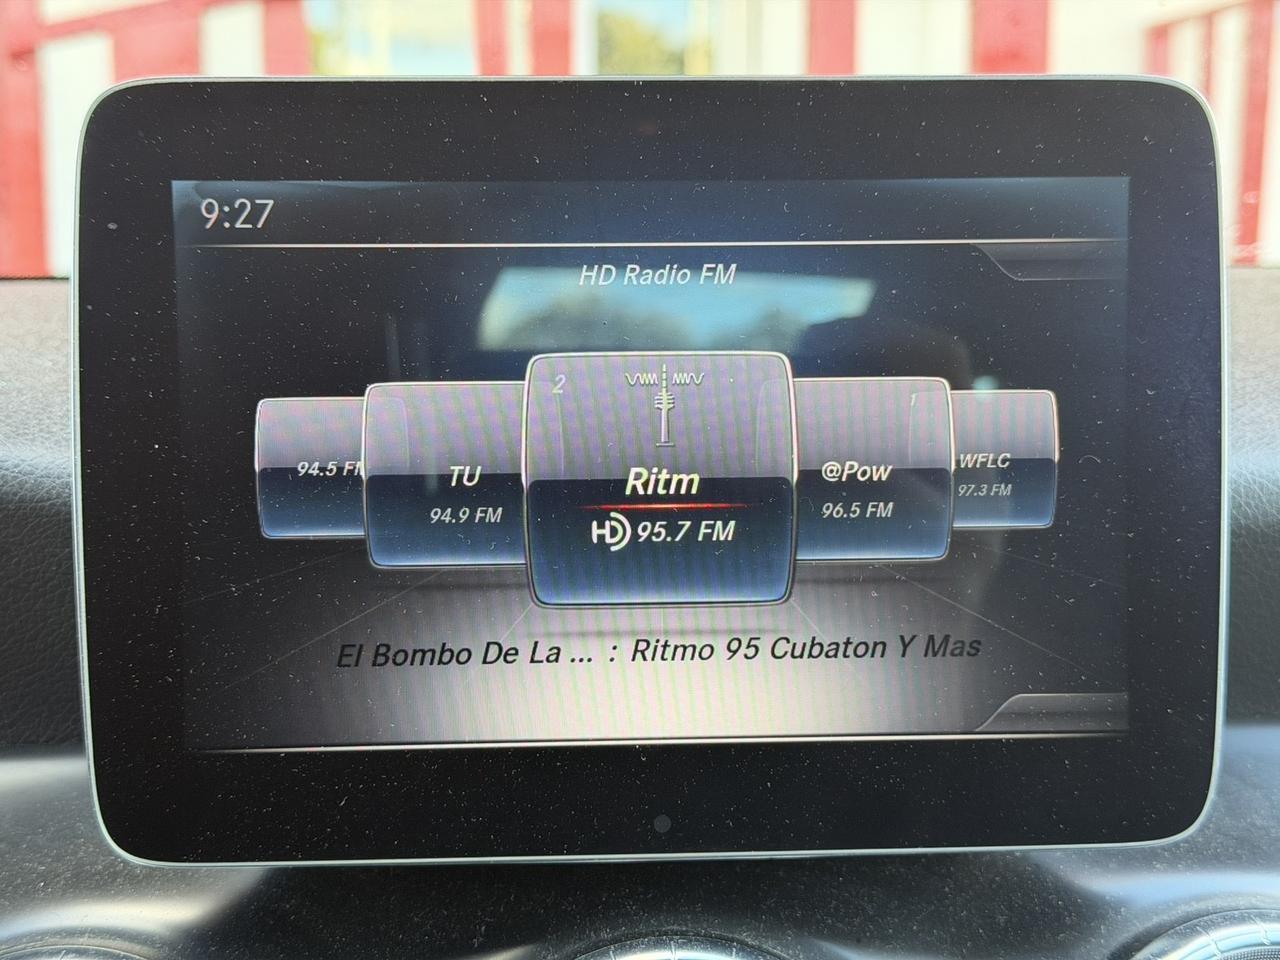 9:27
HD Radio FM
2
1
94.5 FM
TU
94.9 FM
Ritm
HD 95.7 FM
@Pow
96.5 FM
WFLC
97.3 FM
El Bombo De La ... : Ritmo 95 Cubaton Y Mas